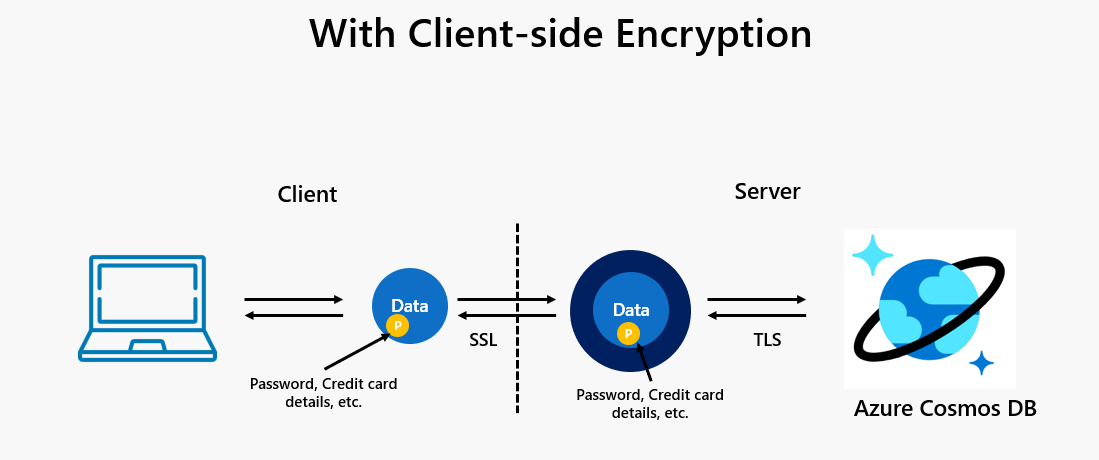 With Client-side Encryption
Client
Server
Data
P
SSL
Data
P
TLS
Password, Credit card
details, etc.
Password, Credit card
details, etc.
Azure Cosmos DB